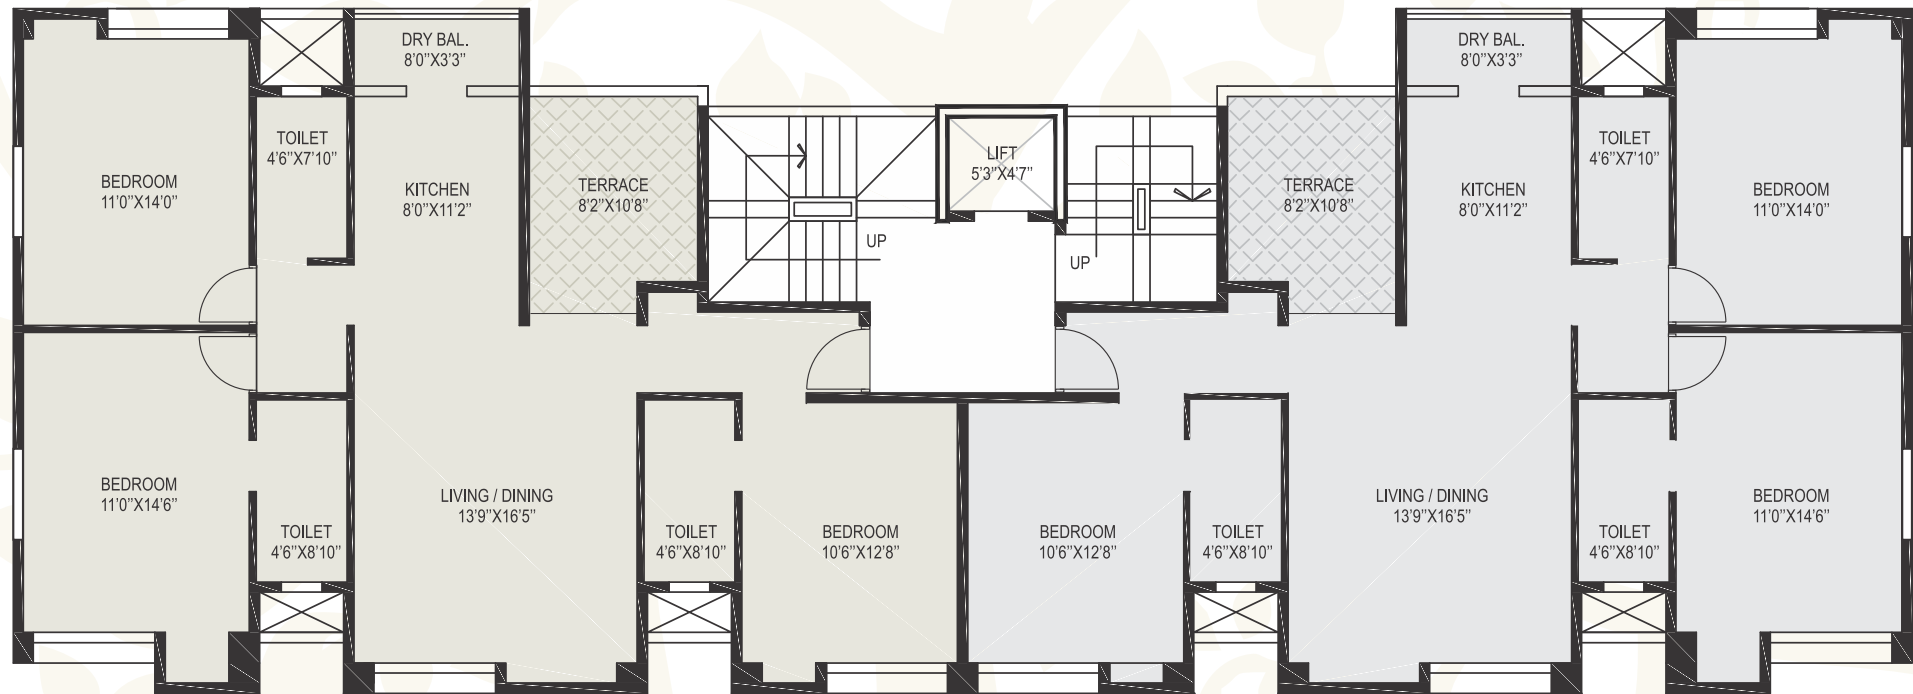 DRY BAL.
8'0"X3'3"
DRY BAL.
8'0"X3'3"
TOILET
4'6"X7'10"
LIFT
5'3"X4'7"
TOILET
4'6"X7'10"
BEDROOM
11'0"X14'0"
KITCHEN
8'0"X11'2"
TERRACE
8'2"X10'8"
TERRACE
8'2"X10'8"
KITCHEN
8'0"X11'2"
BEDROOM
11'0"X14'0"
UP
UP
BEDROOM
11'0"X14'6"
LIVING / DINING
13'9"X16'5"
LIVING / DINING
13'9"X16'5"
BEDROOM
11'0"X14'6"
TOILET
4'6"X8'10"
TOILET
4'6"X8'10"
BEDROOM
10'6"X12'8"
BEDROOM
10'6"X12'8"
TOILET
4'6"X8'10"
TOILET
4'6"X8'10"